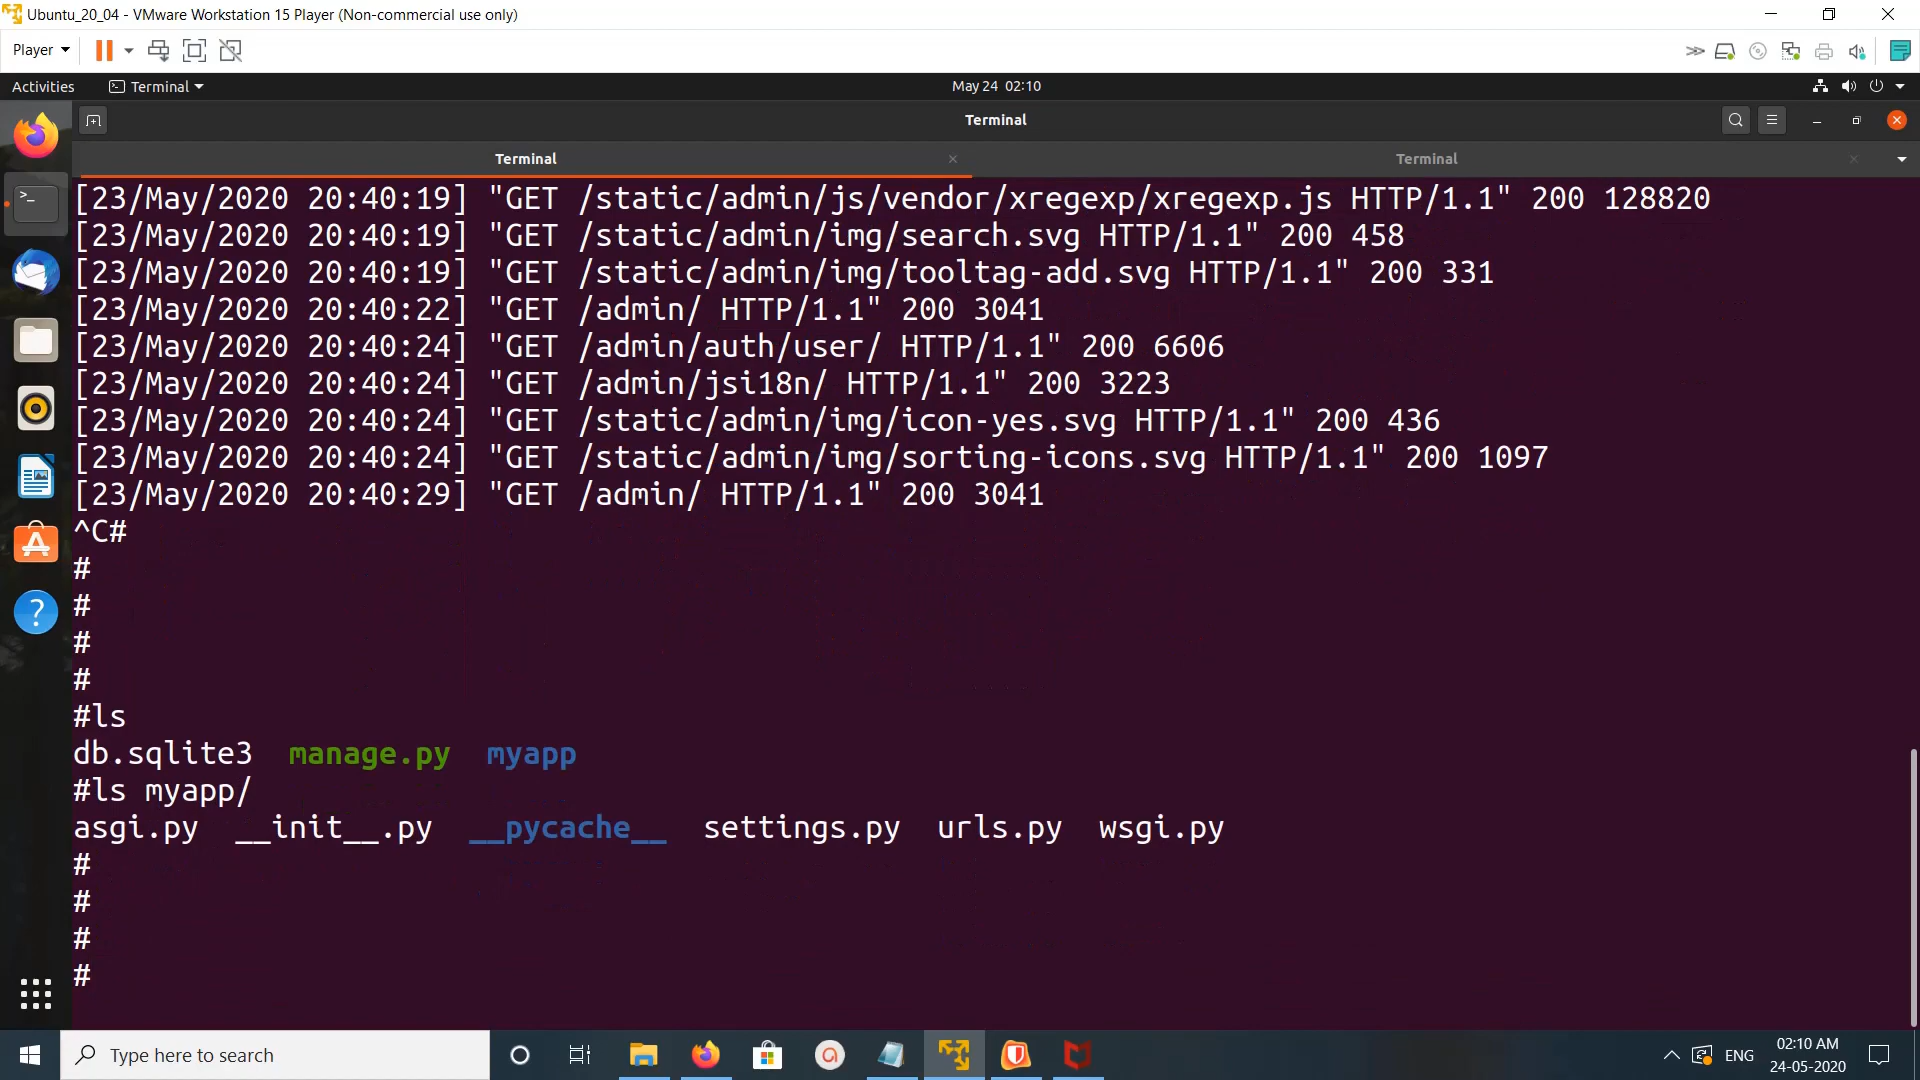 Ubuntu_20_04 - VMware Workstation 15 Player (Non-commercial use only)
Player
Activities
Terminal
May 24 02:10
Terminal
Terminal
Terminal
[23/May/2020 20:40:19] "GET /static/admin/js/vendor/xregexp/xregexp.js HTTP/1.1" 200 128820
[23/May/2020 20:40:19] "GET /static/admin/img/search.svg HTTP/1.1" 200 458
[23/May/2020 20:40:19] "GET /static/admin/img/tooltag-add.svg HTTP/1.1" 200 331
[23/May/2020 20:40:22] "GET /admin/ HTTP/1.1" 200 3041
[23/May/2020 20:40:24] "GET /admin/auth/user/ HTTP/1.1" 200 6606
[23/May/2020 20:40:24] "GET /admin/jsi18n/ HTTP/1.1" 200 3223
[23/May/2020 20:40:24] "GET /static/admin/img/icon-yes.svg HTTP/1.1" 200 436
[23/May/2020 20:40:24] "GET /static/admin/img/sorting-icons.svg HTTP/1.1" 200 1097
[23/May/2020 20:40:29] "GET /admin/ HTTP/1.1" 200 3041
^C#
#
#
#
#
#ls
db.sqlite3 manage.py myapp
#ls myapp/
asgi.py __init__.py __pycache__ settings.py urls.py wsgi.py
#
#
#
#
Type here to search
ENG
02:10 AM
24-05-2020